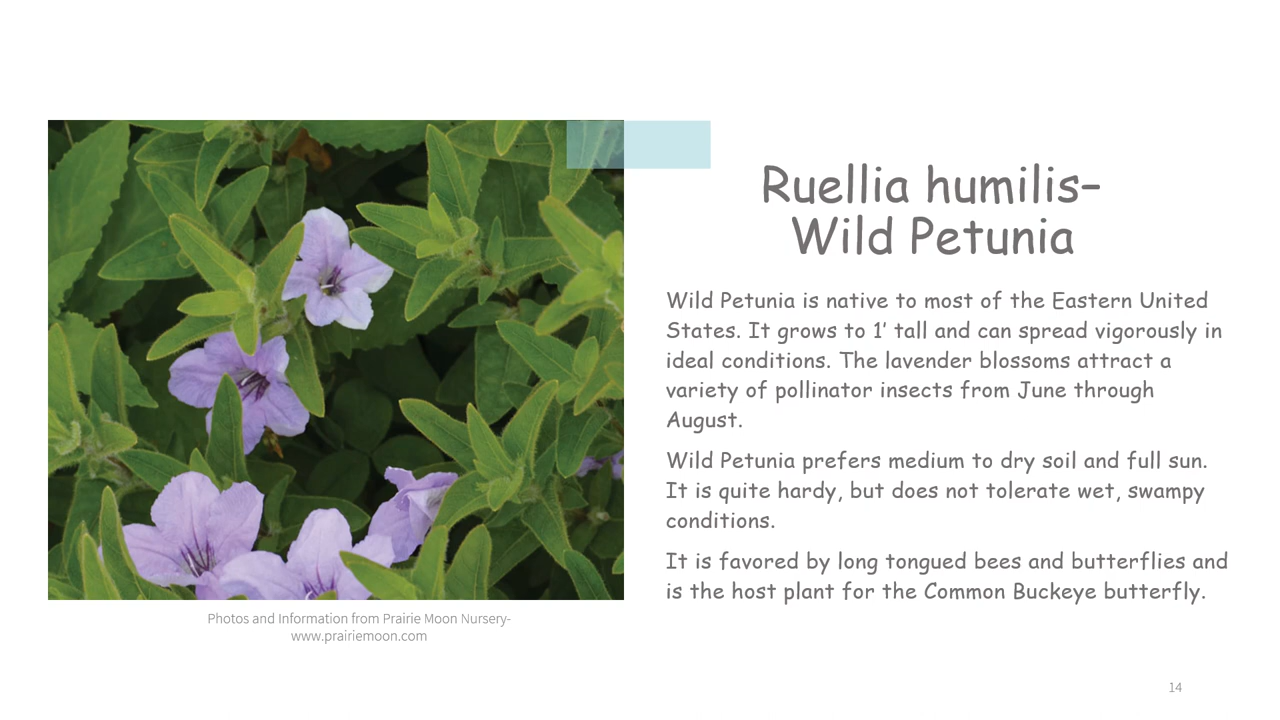 Ruellia humilis–
Wild Petunia
Wild Petunia is native to most of the Eastern United
States. It grows to 1’ tall and can spread vigorously in
ideal conditions. The lavender blossoms attract a
variety of pollinator insects from June through
August.
Wild Petunia prefers medium to dry soil and full sun.
It is quite hardy, but does not tolerate wet, swampy
conditions.
It is favored by long tongued bees and butterflies and
is the host plant for the Common Buckeye butterfly.
Photos and Information from Prairie Moon Nursery-
www.prairiemoon.com
14